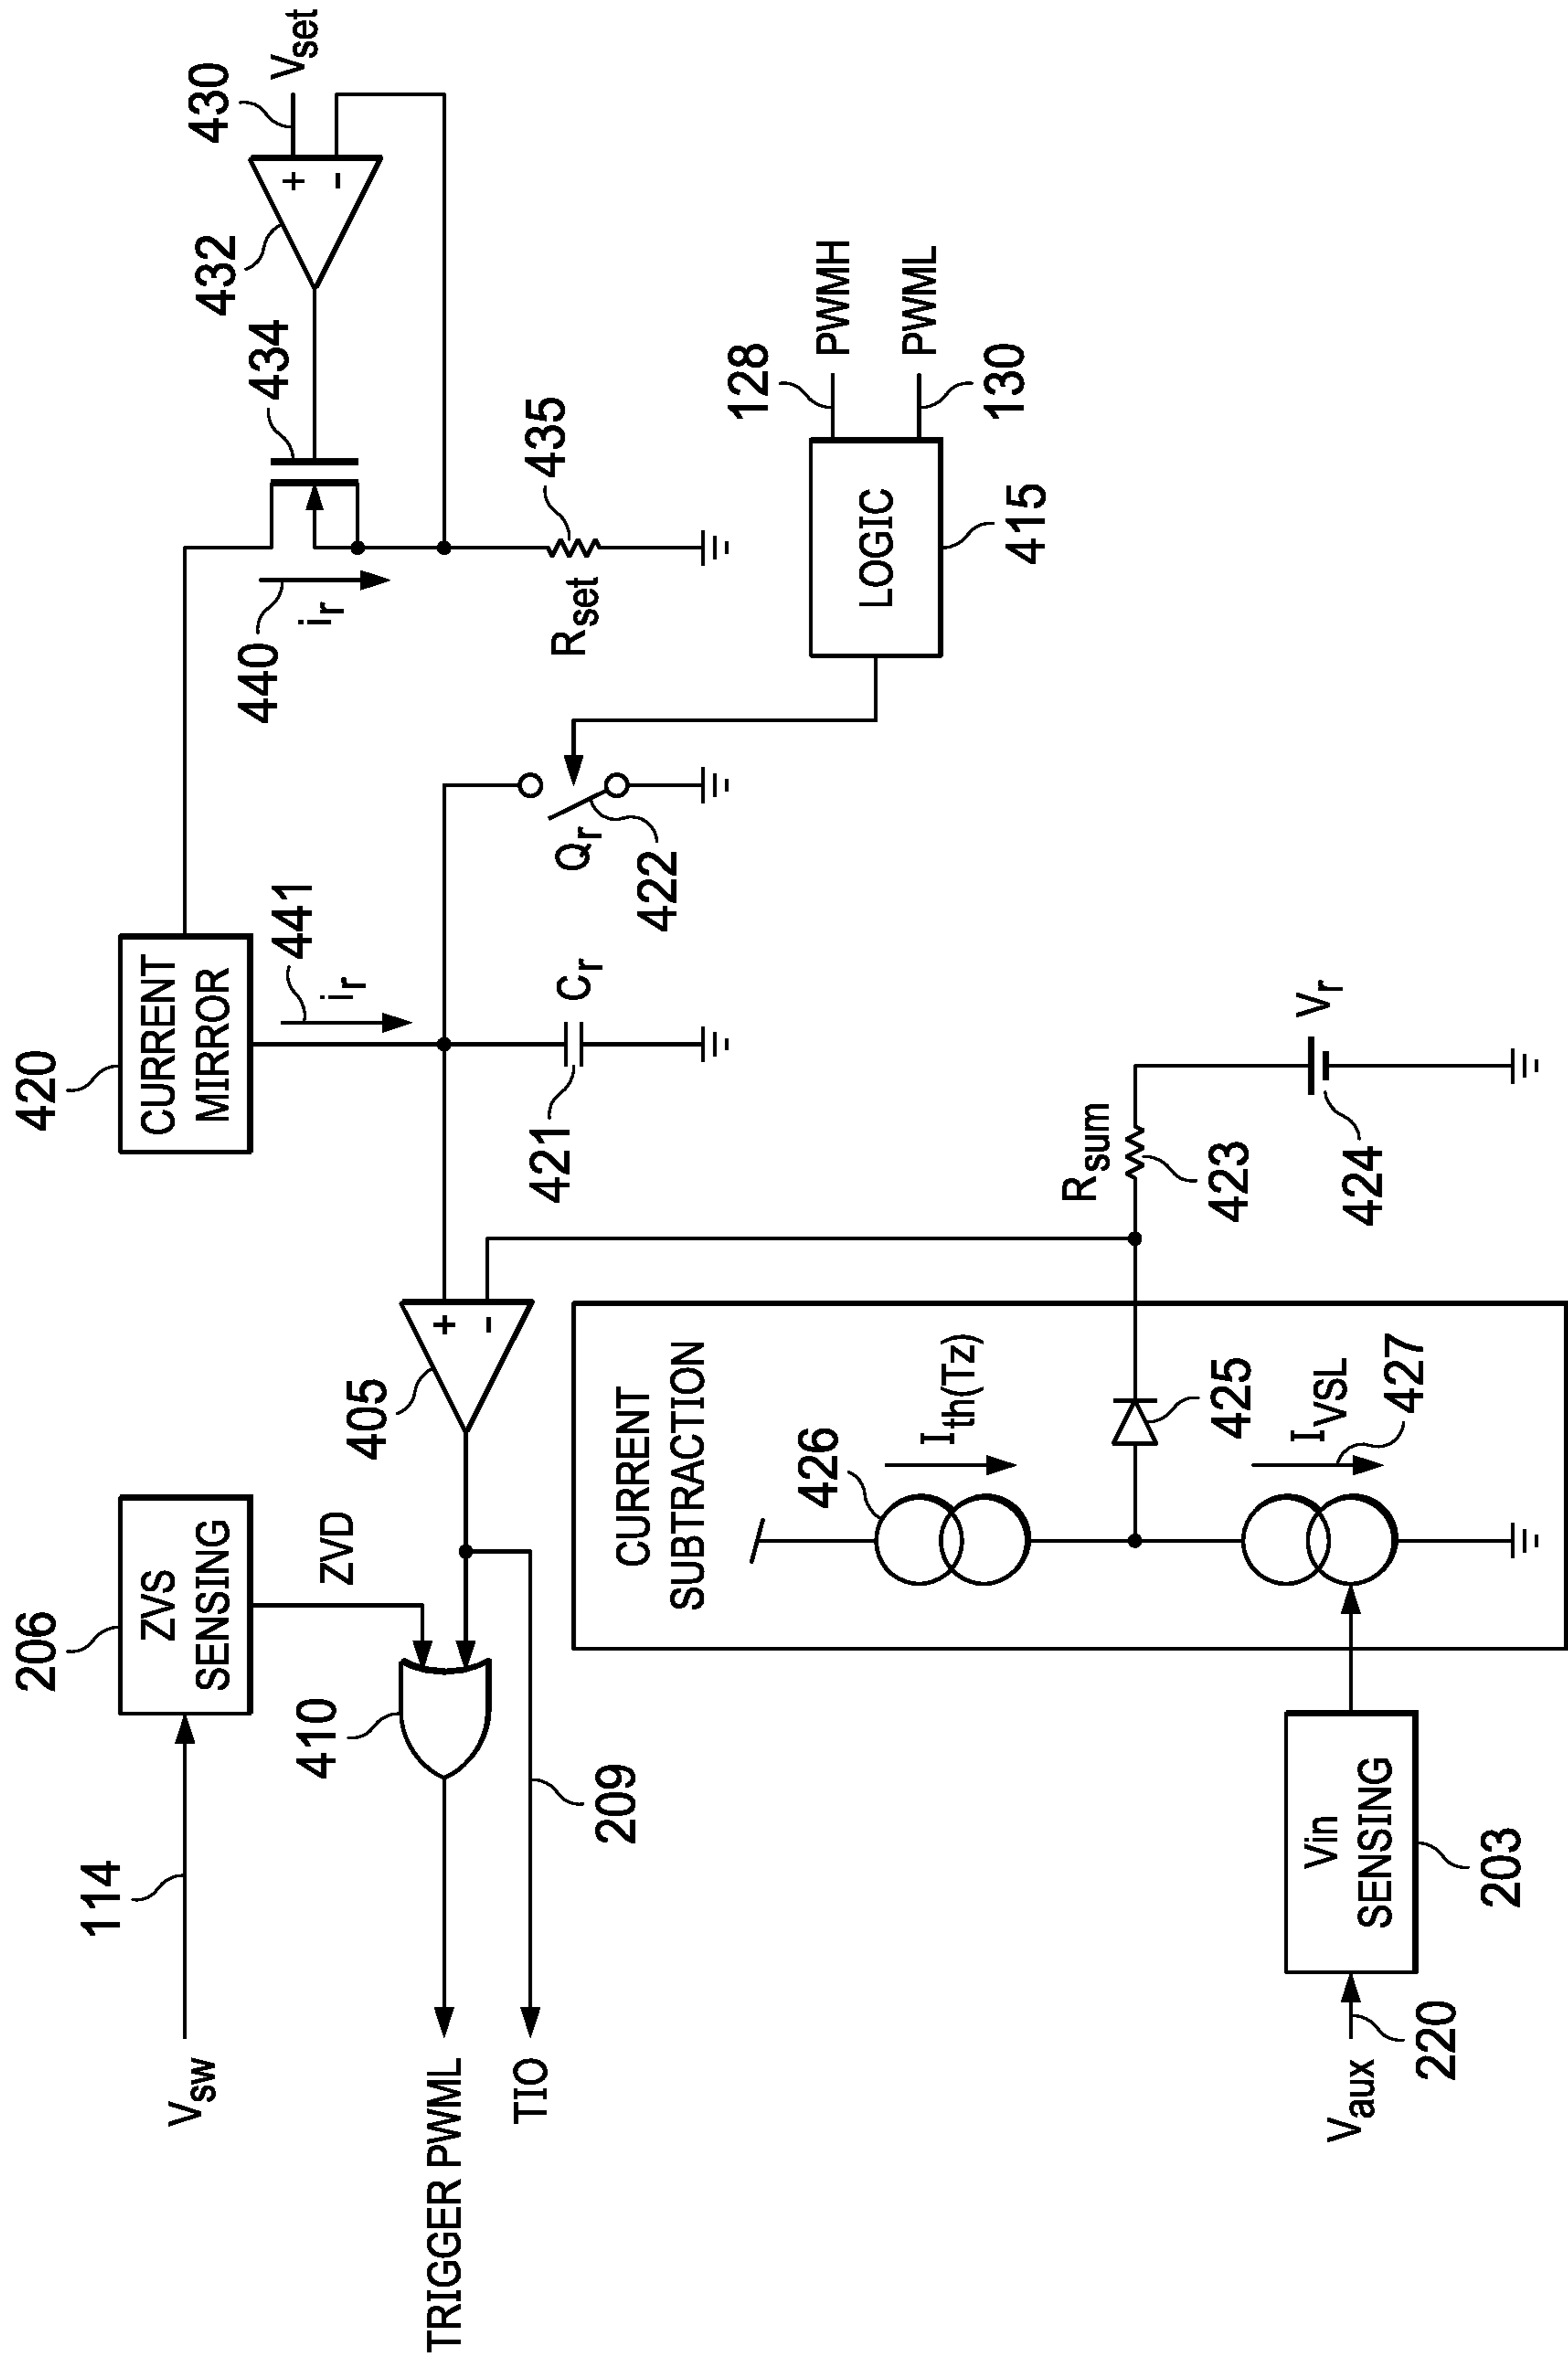 420
CURRENT
MIRROR
441
ir
440
ir
434
432
430
Vset
+
-
Rset
435
206
ZVS
SENSING
ZVD
114
Vsw
410
405
+
-
421
Cr
Qr
422
128
PWMH
PWML
130
LOGIC
415
TRIGGER PWML
TIO
209
CURRENT
SUBTRACTION
426
Ith(Tz)
425
IVSL
427
Rsum
423
Vr
424
Vaux
220
Vin
SENSING
203